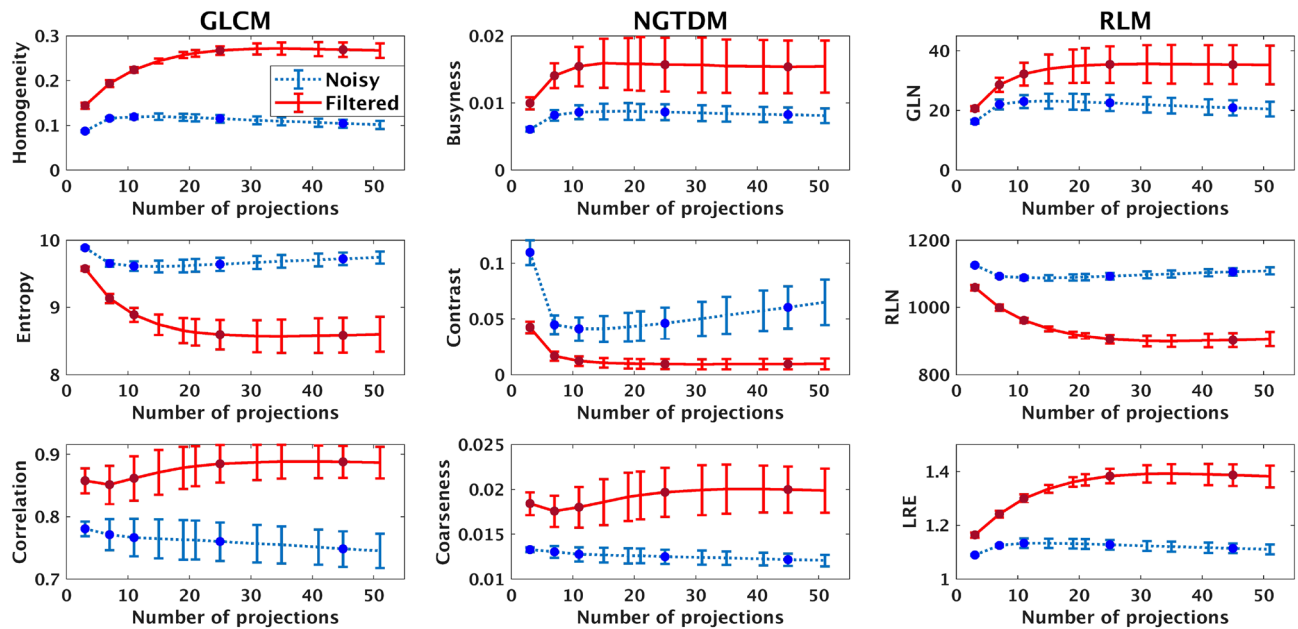 GLCM
NGTDM
RLM
Homogeneity
0.3
0.2
0.1
0
Noisy
Filtered
0 10 20 30 40 50
Number of projections
Busyness
0.02
0.01
0
0 10 20 30 40 50
Number of projections
GLN
40
20
0
0 10 20 30 40 50
Number of projections
Entropy
10
9
8
0 10 20 30 40 50
Number of projections
Contrast
0.1
0.05
0
0 10 20 30 40 50
Number of projections
RLN
1200
1000
800
0 10 20 30 40 50
Number of projections
Correlation
0.9
0.8
0.7
0 10 20 30 40 50
Number of projections
Coarseness
0.025
0.02
0.015
0.01
0 10 20 30 40 50
Number of projections
LRE
1.4
1.2
1
0 10 20 30 40 50
Number of projections